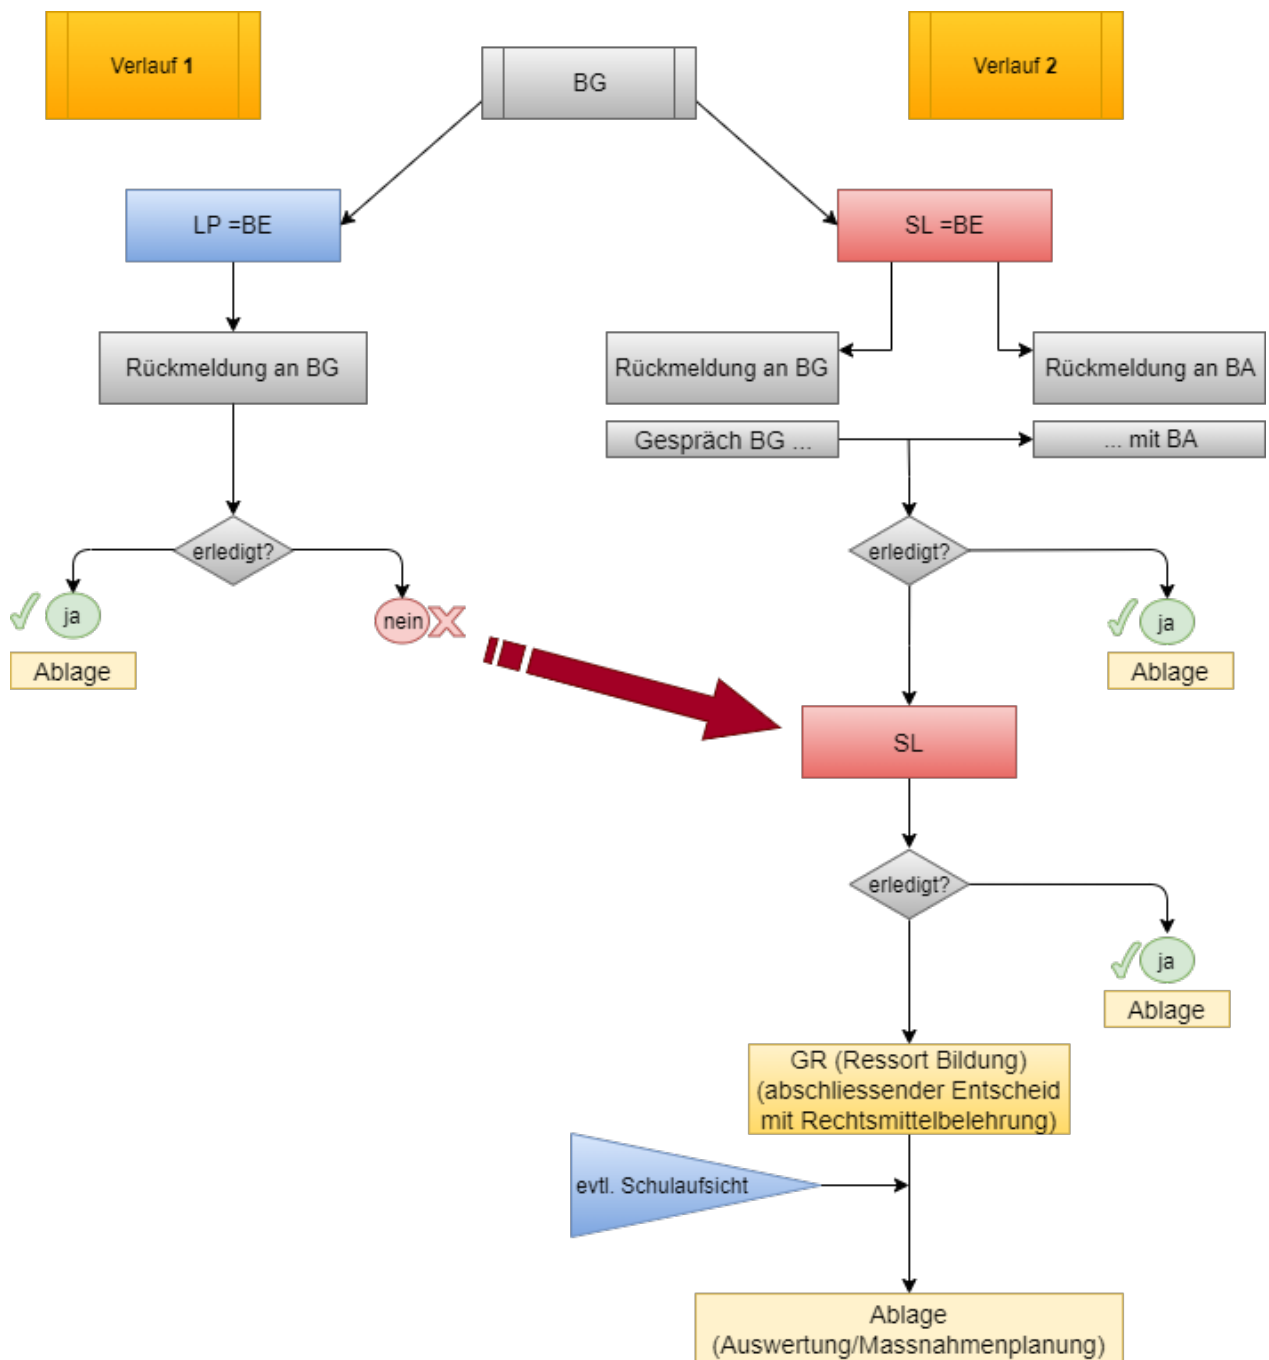 Verlauf 1
BG
Verlauf 2
LP =BE
SL =BE
Rückmeldung an BG
Rückmeldung an BG
Rückmeldung an BA
Gespräch BG ...
... mit BA
erledigt?
erledigt?
ja
nein
ja
Ablage
Ablage
SL
erledigt?
ja
Ablage
GR (Ressort Bildung)
(abschliessender Entscheid
mit Rechtsmittelbelehrung)
evtl. Schulaufsicht
Ablage
(Auswertung/Massnahmenplanung)